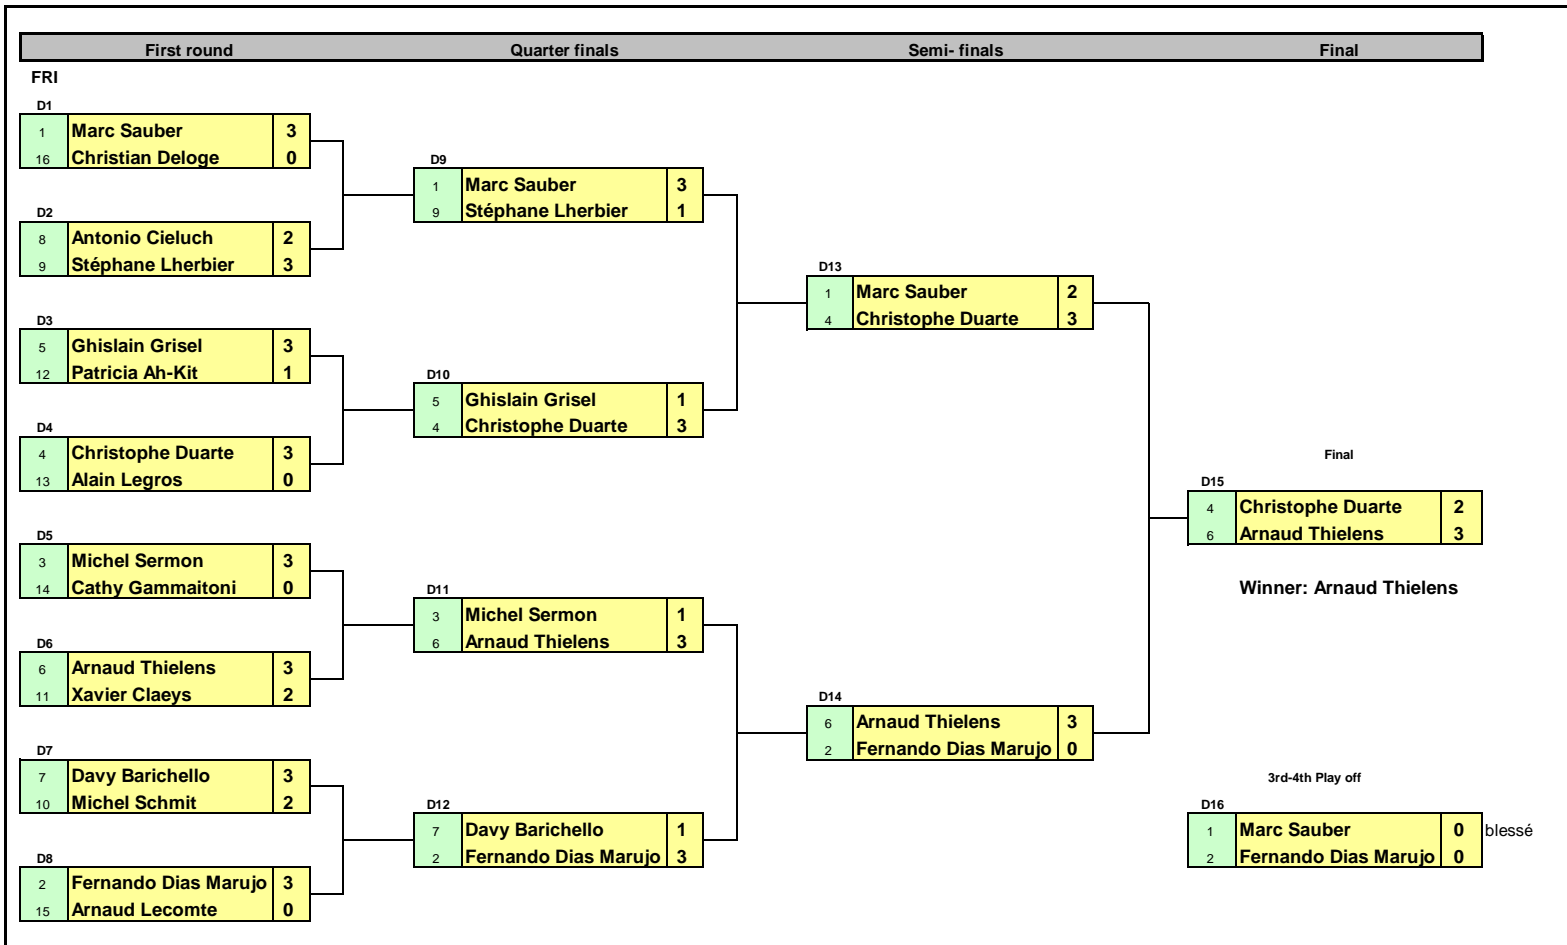 First round Quarter finals Semi- finals Final
FRI
D1
1 Marc Sauber 3
16 Christian Deloge 0
D2
8 Antonio Cieluch 2
9 Stéphane Lherbier 3
D3
5 Ghislain Grisel 3
12 Patricia Ah-Kit 1
D4
4 Christophe Duarte 3
13 Alain Legros 0
D5
3 Michel Sermon 3
14 Cathy Gammaitoni 0
D6
6 Arnaud Thielens 3
11 Xavier Claeys 2
D7
7 Davy Barichello 3
10 Michel Schmit 2
D8
2 Fernando Dias Marujo 3
15 Arnaud Lecomte 0
D9
1 Marc Sauber 3
9 Stéphane Lherbier 1
D10
5 Ghislain Grisel 1
4 Christophe Duarte 3
D11
3 Michel Sermon 1
6 Arnaud Thielens 3
D12
7 Davy Barichello 1
2 Fernando Dias Marujo 3
D13
1 Marc Sauber 2
4 Christophe Duarte 3
D14
6 Arnaud Thielens 3
2 Fernando Dias Marujo 0
Final
D15
4 Christophe Duarte 2
6 Arnaud Thielens 3
Winner: Arnaud Thielens
3rd-4th Play off
D16
1 Marc Sauber 0 blessé
2 Fernando Dias Marujo 0